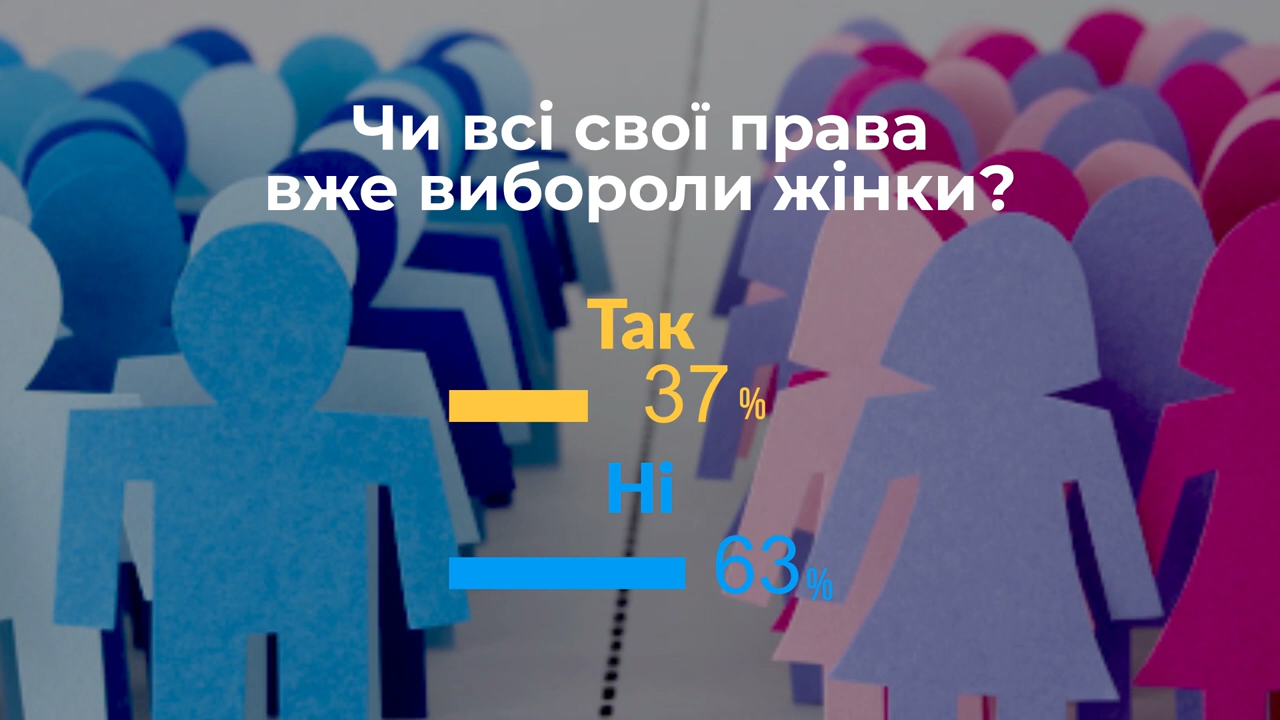 Чи всі свої права
вже вибороли жінки?
Так
37 %
Ні
63 %